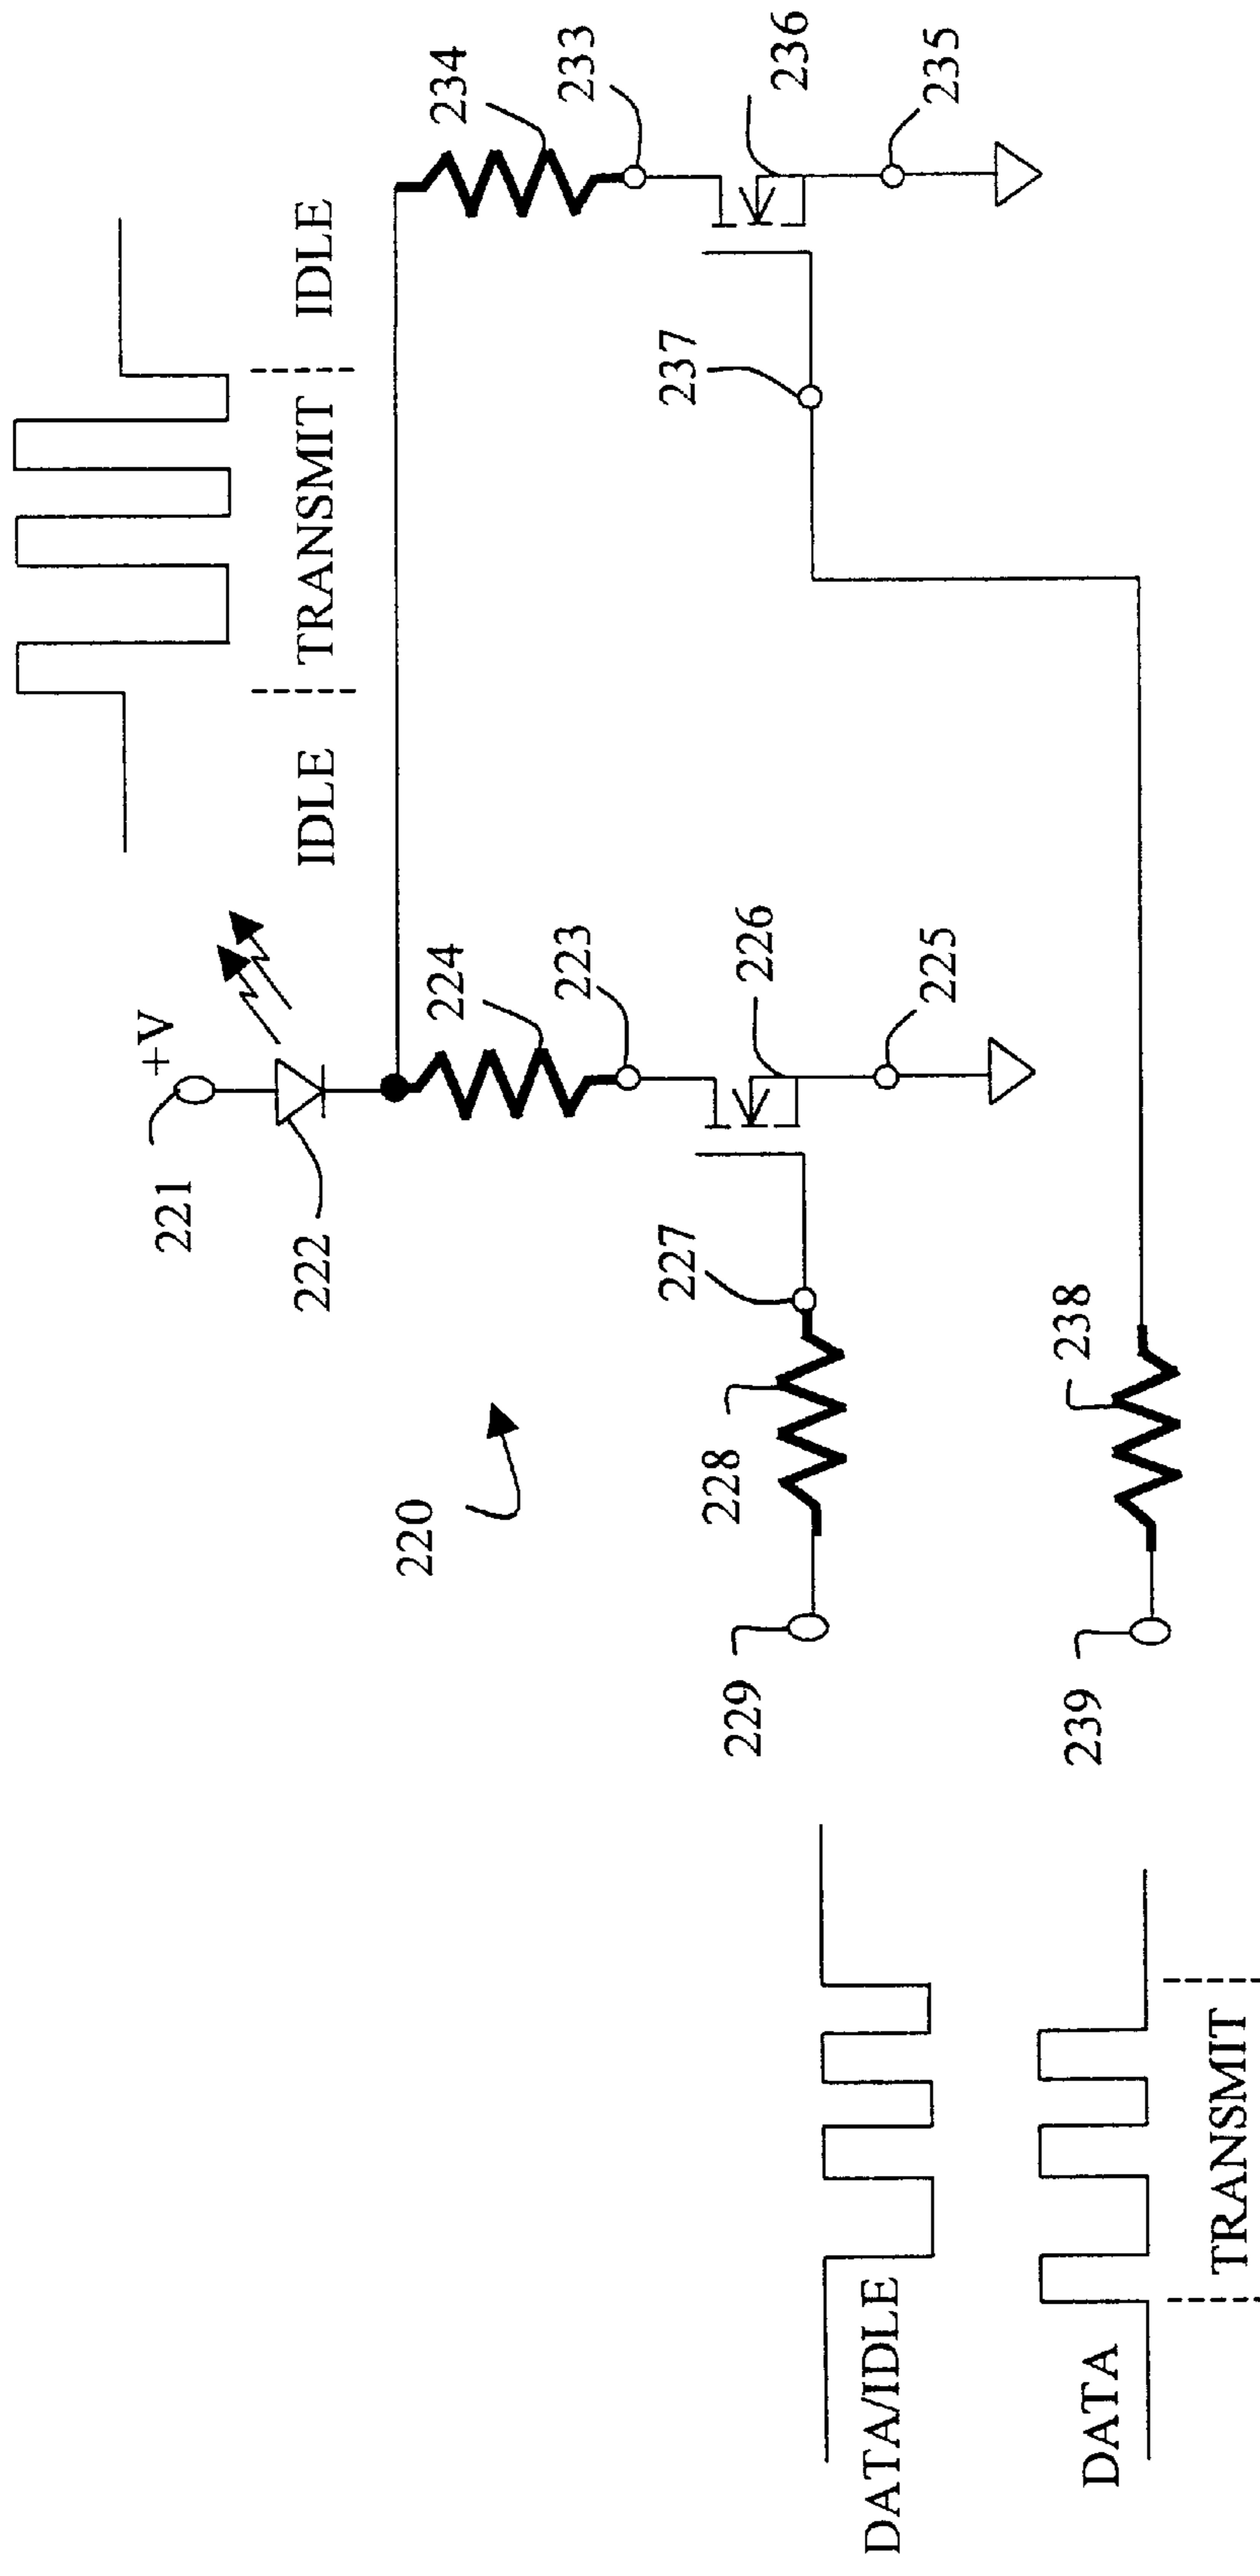 IDLE
TRANSMIT
IDLE
+V
221
222
224
223
226
225
234
233
236
235
237
220
227
228
229
238
239
DATA/IDLE
DATA
TRANSMIT